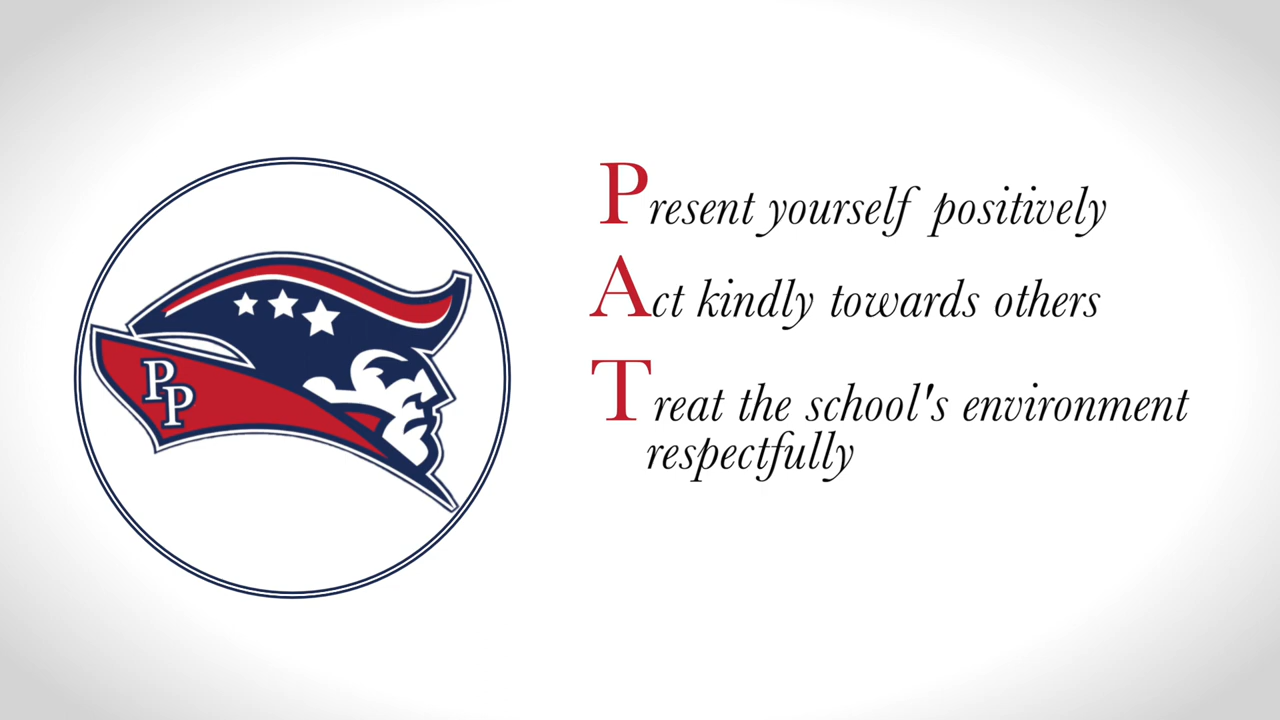 PP
Present yourself positively
Act kindly towards others
Treat the school's environment
respectfully